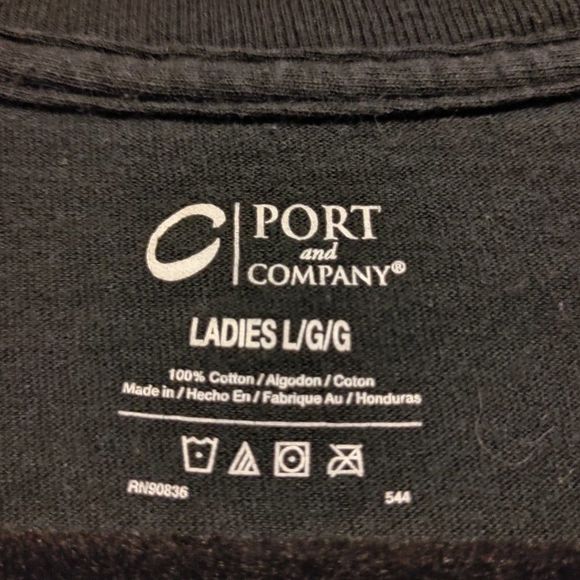 PORT
and
COMPANY®
LADIES L/G/G
100% Cotton / Algodon / Coton
Made in / Hecho En / Fabrique Au / Honduras
RN90836
544